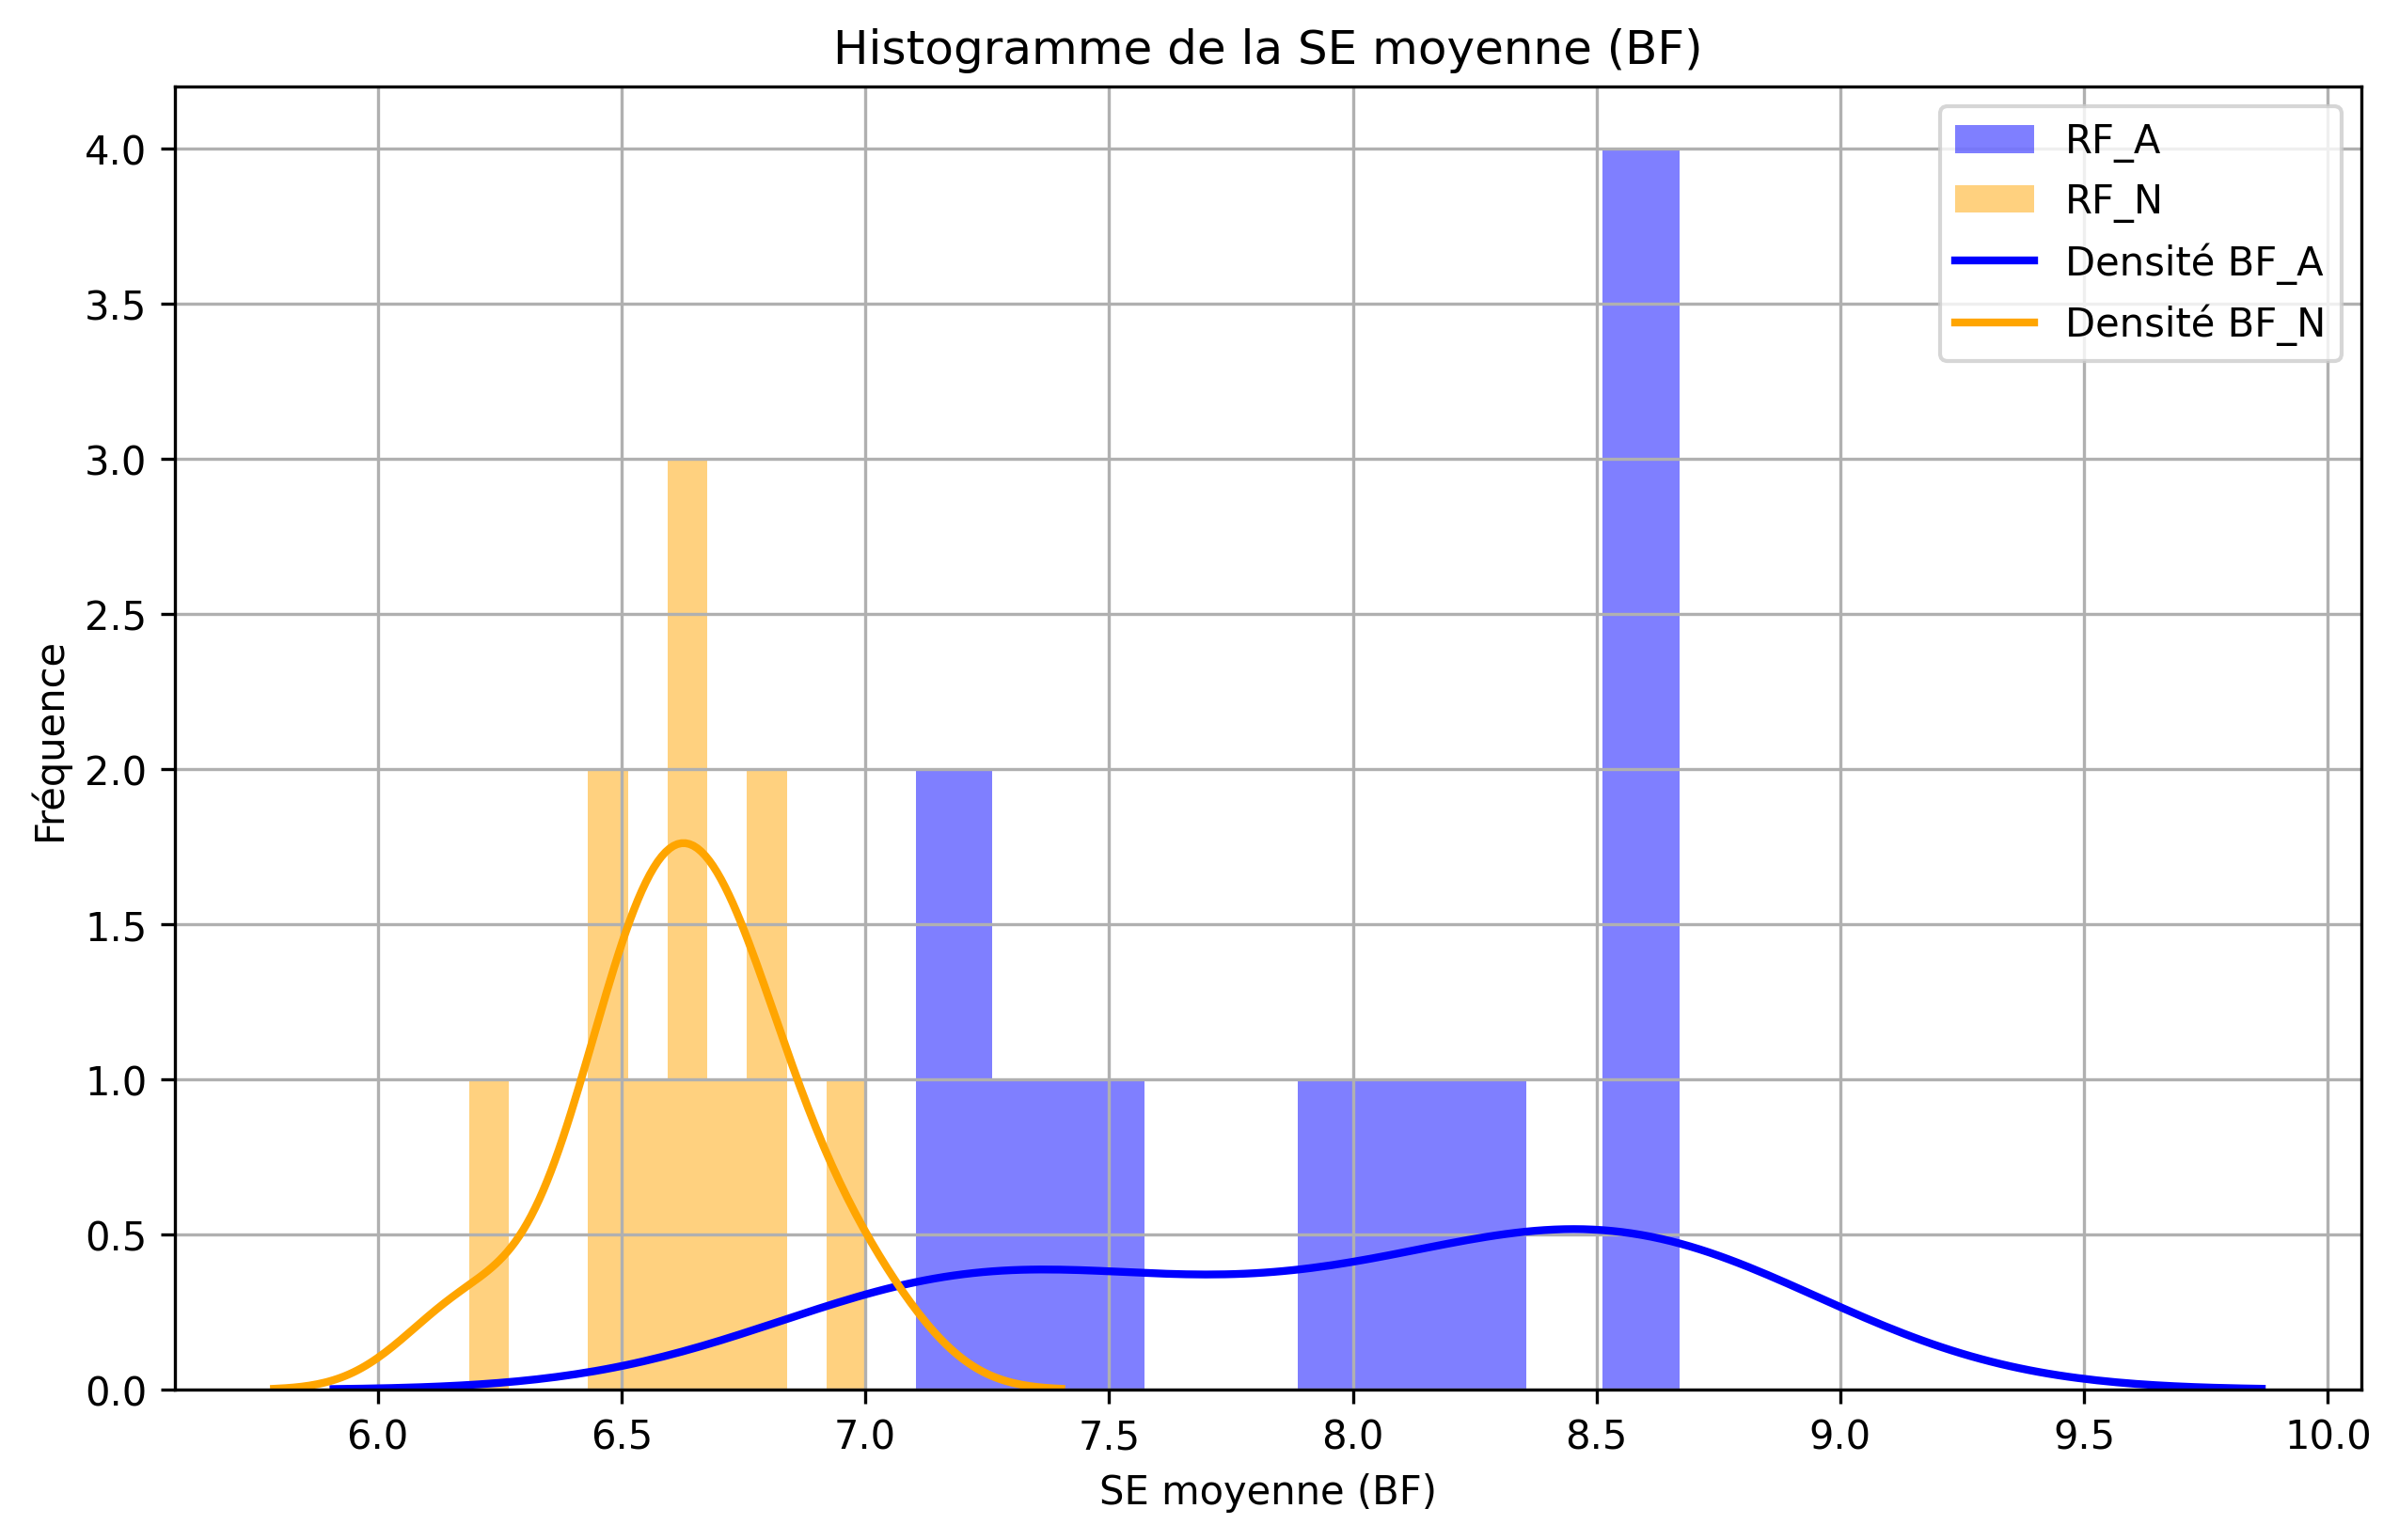 Histogramme de la SE moyenne (BF)
RF_A
RF_N
Densité BF_A
Densité BF_N
Fréquence
4.0
3.5
3.0
2.5
2.0
1.5
1.0
0.5
0.0
6.0 6.5 7.0 7.5 8.0 8.5 9.0 9.5 10.0
SE moyenne (BF)